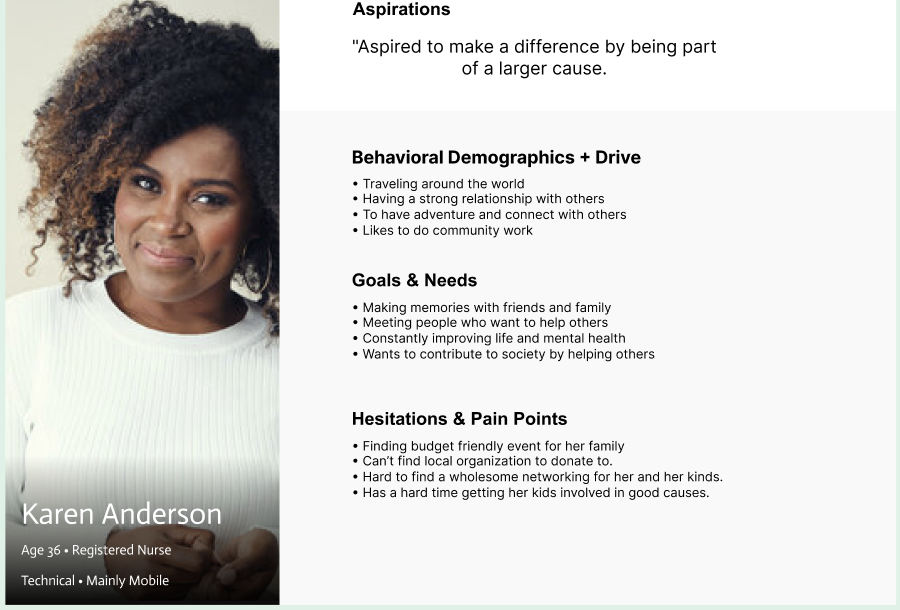 Aspirations
"Aspired to make a difference by being part
of a larger cause.
Behavioral Demographics + Drive
• Traveling around the world
• Having a strong relationship with others
• To have adventure and connect with others
• Likes to do community work
Goals & Needs
• Making memories with friends and family
• Meeting people who want to help others
• Constantly improving life and mental health
• Wants to contribute to society by helping others
Hesitations & Pain Points
• Finding budget friendly event for her family
• Can't find local organization to donate to.
• Hard to find a wholesome networking for her and her kinds.
• Has a hard time getting her kids involved in good causes.
Karen Anderson
Age 36 • Registered Nurse
Technical • Mainly Mobile